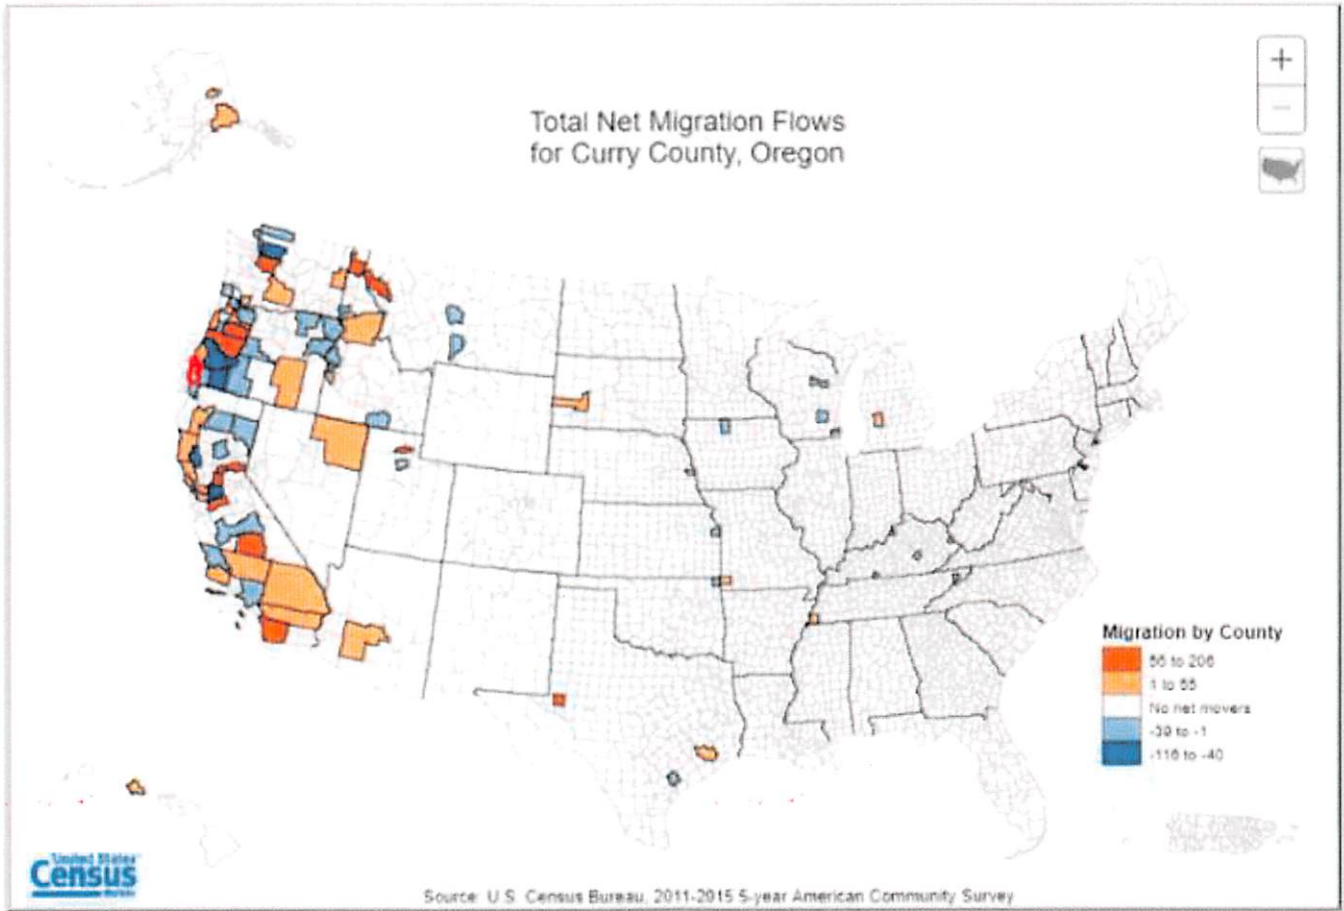 +
−
Total Net Migration Flows
for Curry County, Oregon
Migration by County
56 to 206
1 to 55
No net movers
-39 to -1
-116 to -40
United States
Census
Bureau
Source: U.S. Census Bureau, 2011-2015 5-year American Community Survey